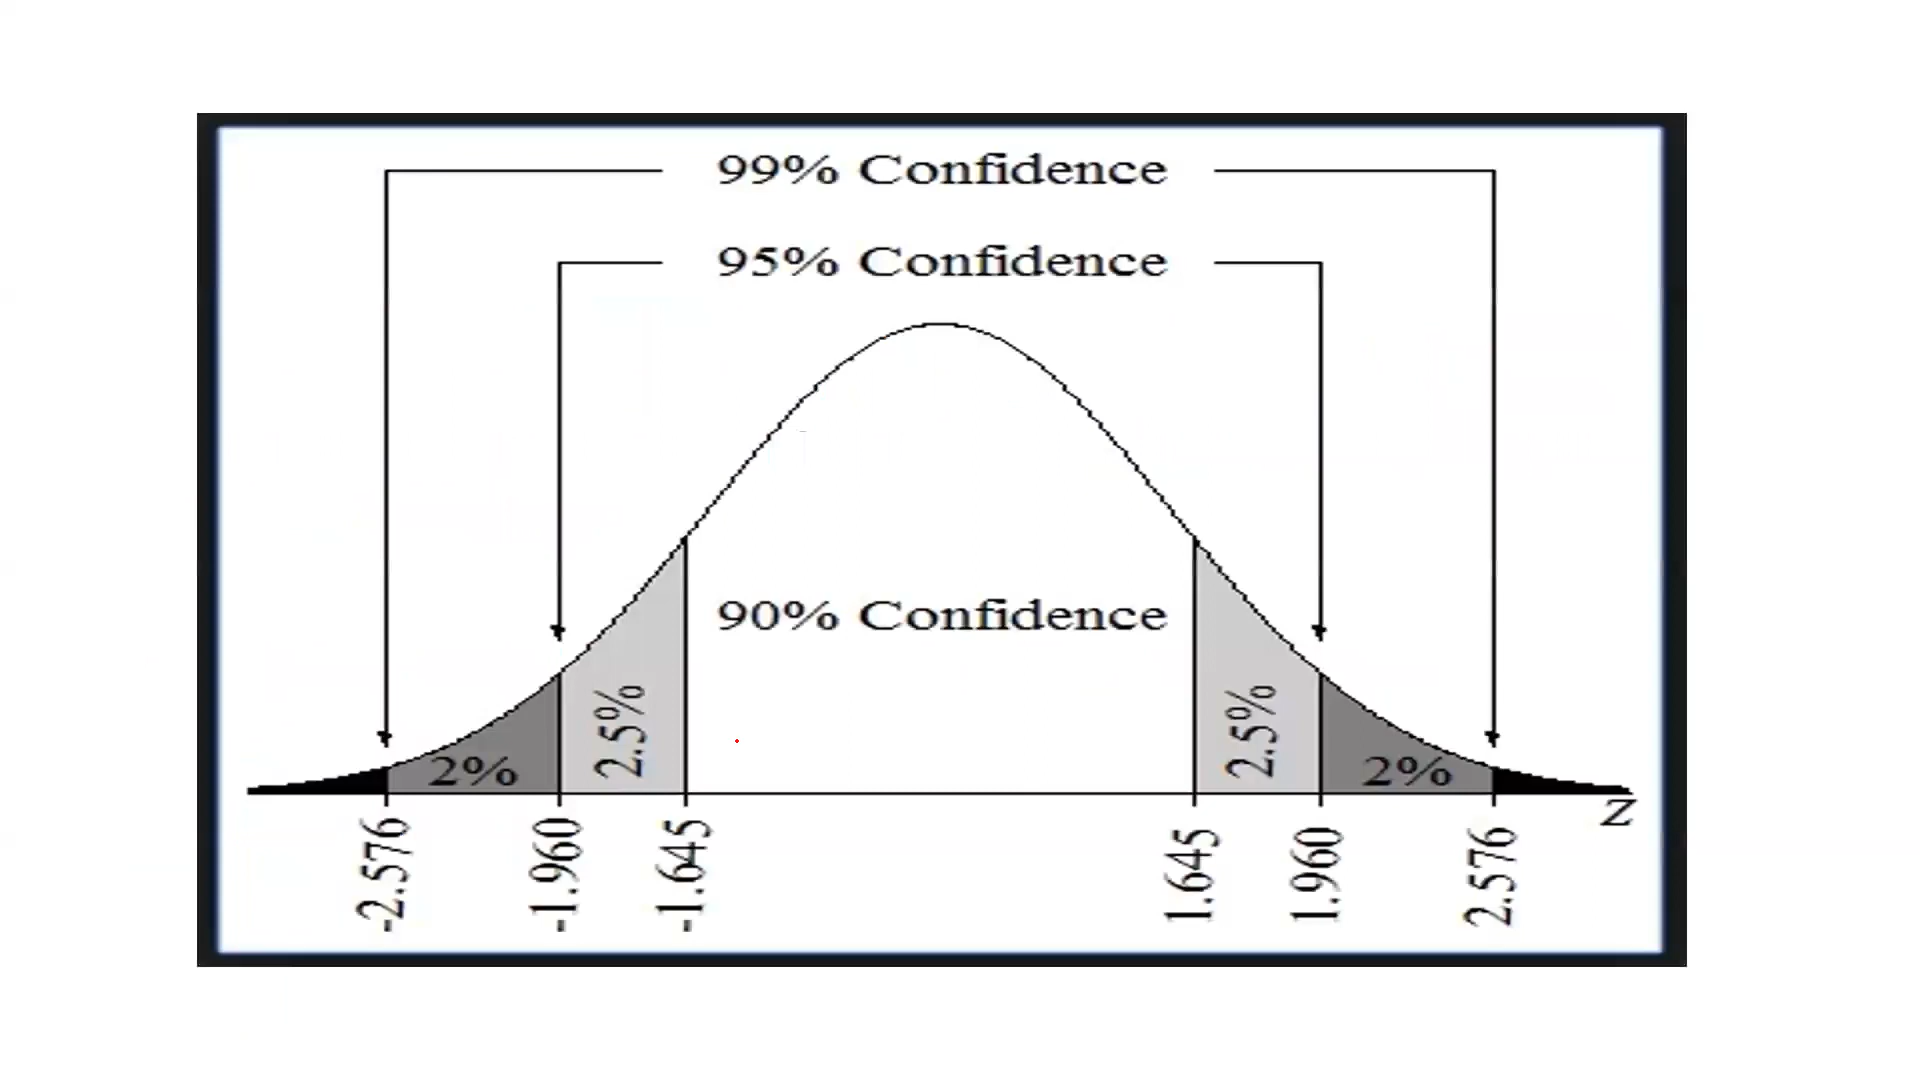 99% Confidence
95% Confidence
90% Confidence
2%
2.5%
2.5%
2%
Z
-2.576
-1.960
-1.645
1.645
1.960
2.576